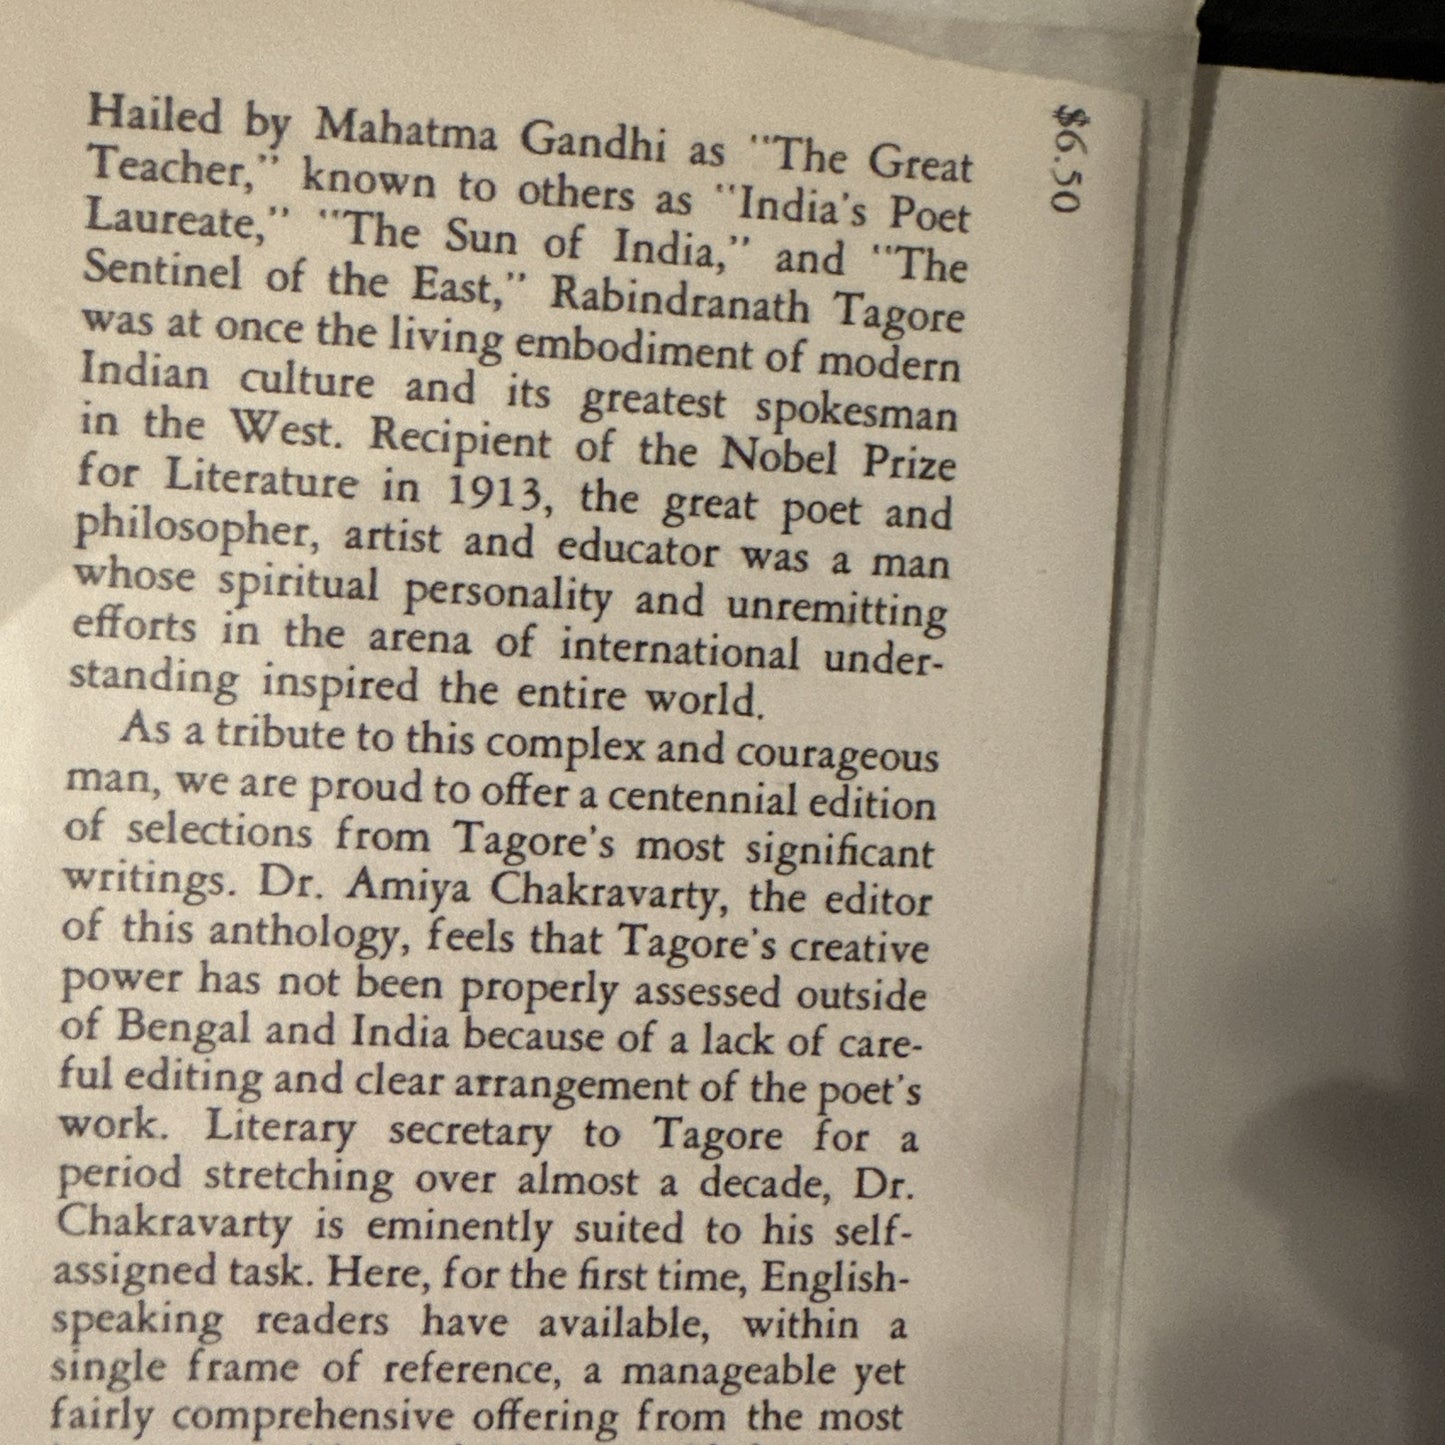 Hailed by Mahatma Gandhi as "The Great
Teacher," known to others as "India's Poet
Laureate," "The Sun of India," and "The
Sentinel of the East," Rabindranath Tagore
was at once the living embodiment of modern
Indian culture and its greatest spokesman
in the West. Recipient of the Nobel Prize
for Literature in 1913, the great poet and
philosopher, artist and educator was a man
whose spiritual personality and unremitting
efforts in the arena of international under-
standing inspired the entire world.
As a tribute to this complex and courageous
man, we are proud to offer a centennial edition
of selections from Tagore's most significant
writings. Dr. Amiya Chakravarty, the editor
of this anthology, feels that Tagore's creative
power has not been properly assessed outside
of Bengal and India because of a lack of care-
ful editing and clear arrangement of the poet's
work. Literary secretary to Tagore for a
period stretching over almost a decade, Dr.
Chakravarty is eminently suited to his self-
assigned task. Here, for the first time, English-
speaking readers have available, within a
single frame of reference, a manageable yet
fairly comprehensive offering from the most
$6.50